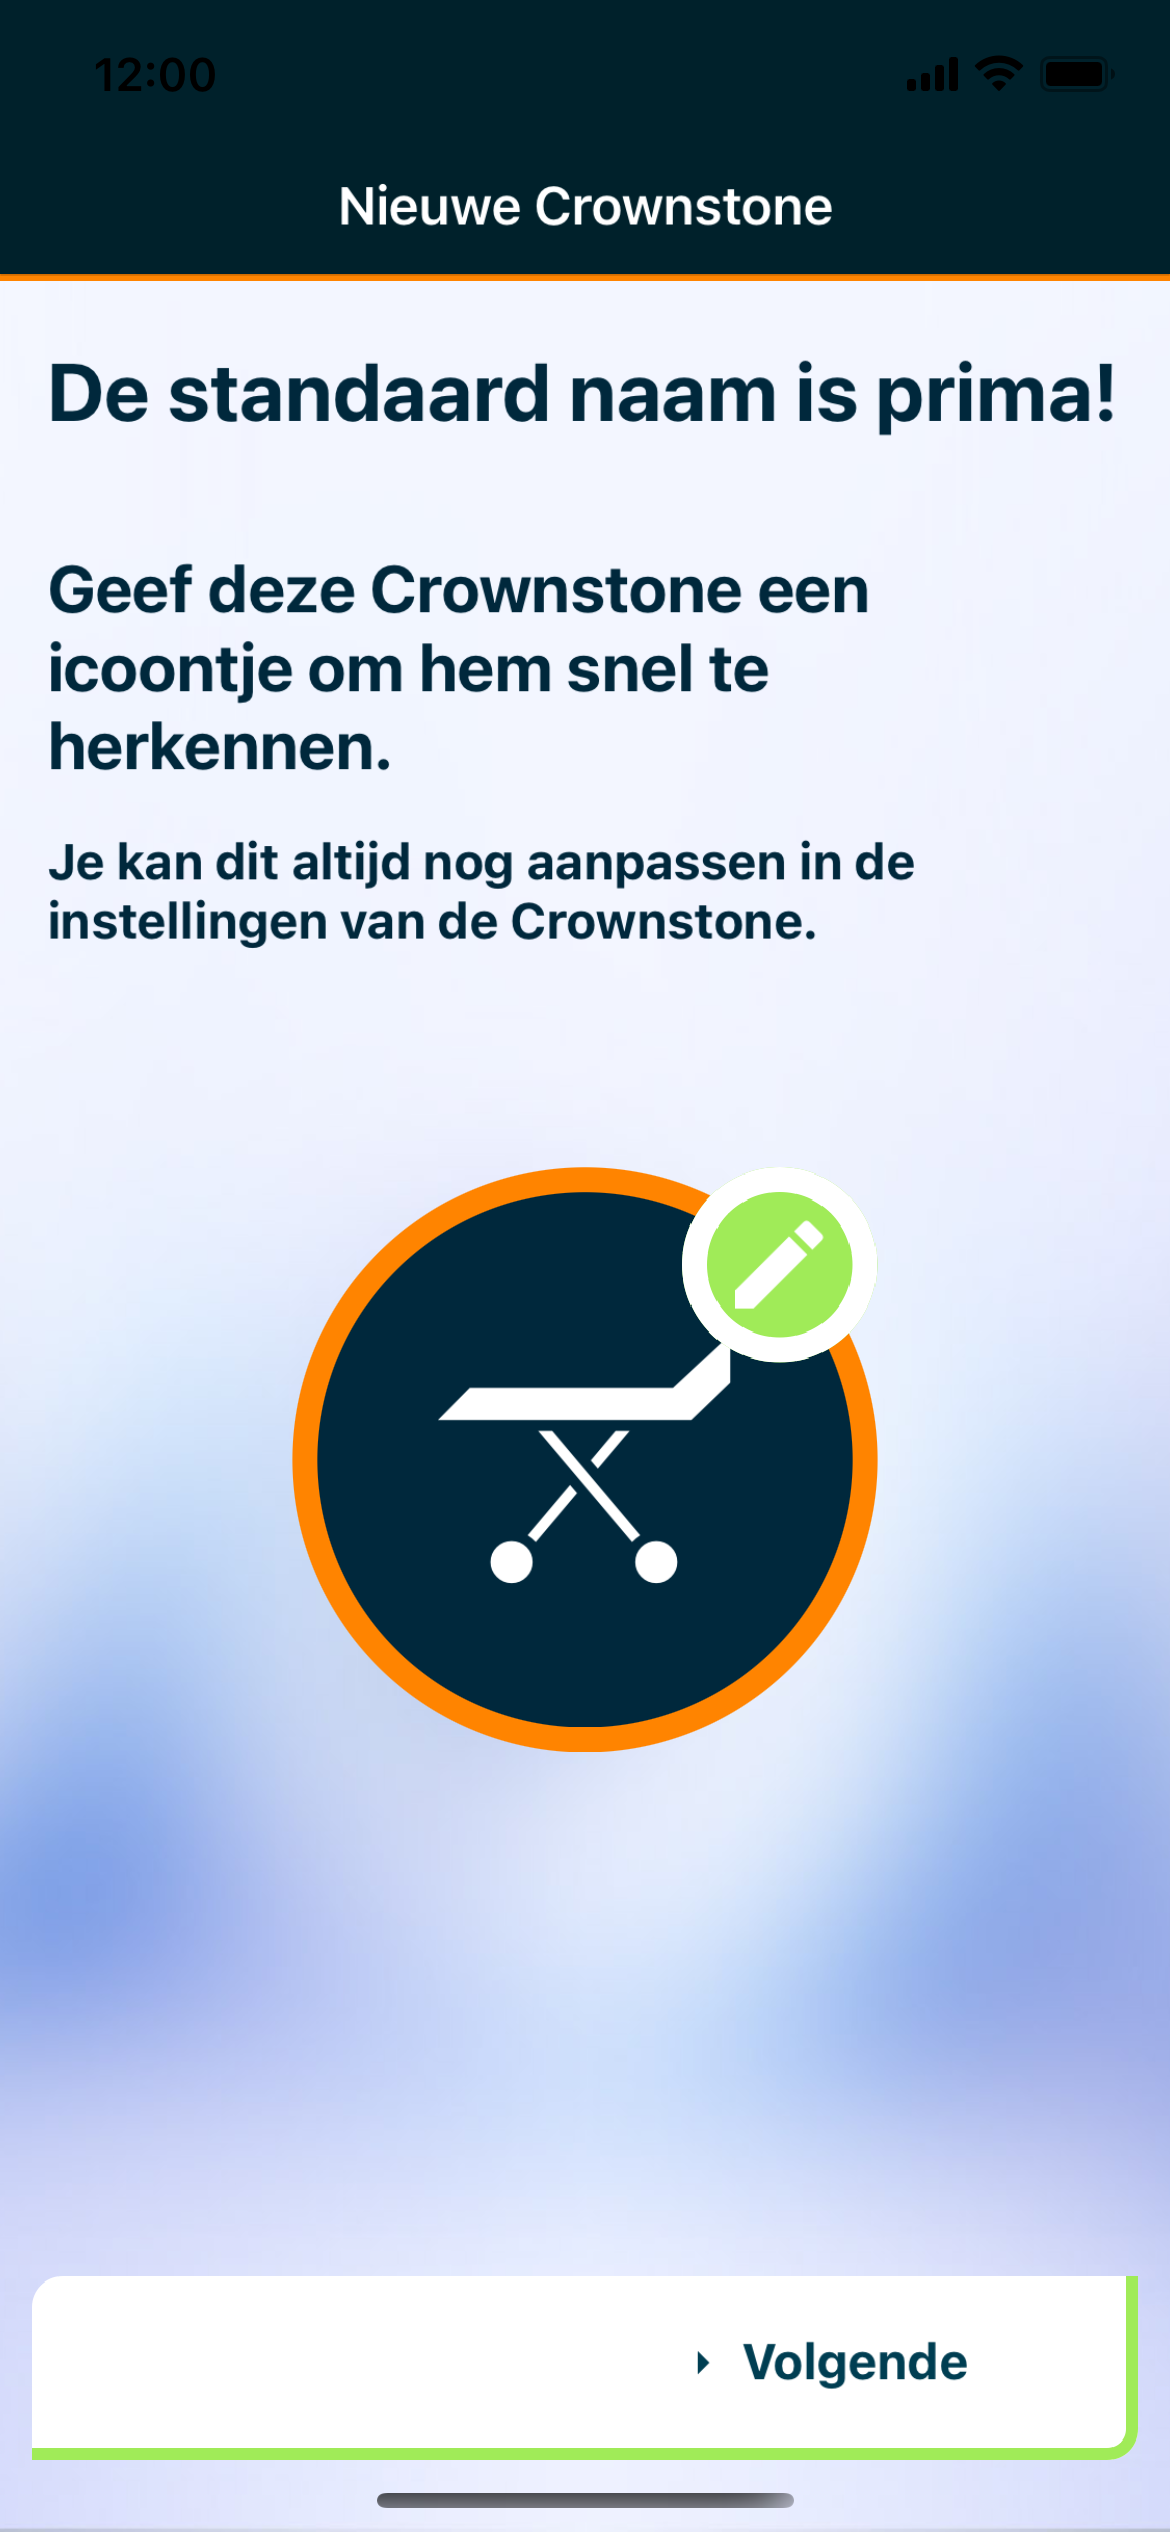 12:00
Nieuwe Crownstone
De standaard naam is prima!
Geef deze Crownstone een
icoontje om hem snel te
herkennen.
Je kan dit altijd nog aanpassen in de
instellingen van de Crownstone.
Volgende